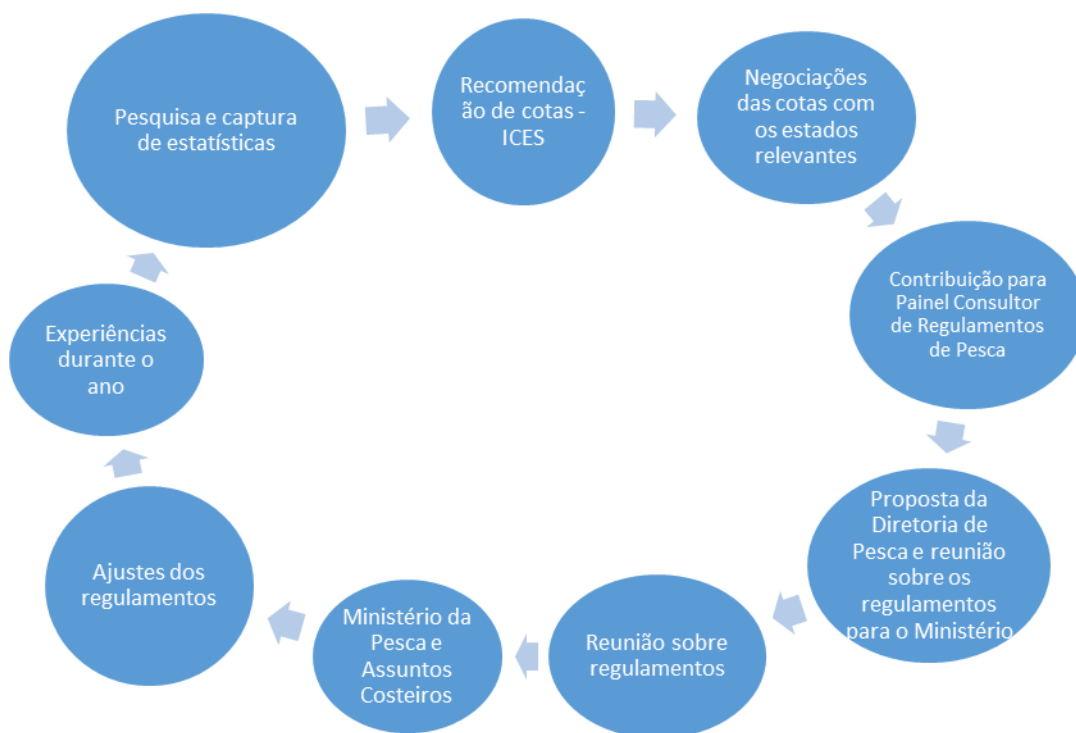 Pesquisa e captura
de estatísticas
Recomendaç
ão de cotas -
ICES
Negociações
das cotas com
os estados
relevantes
Contribuição para
Painel Consultor
de Regulamentos
de Pesca
Proposta da
Diretoria de
Pesca e reunião
sobre os
regulamentos
para o Ministério
Reunião sobre
regulamentos
Ministério da
Pesca e
Assuntos
Costeiros
Ajustes dos
regulamentos
Experiências
durante o
ano